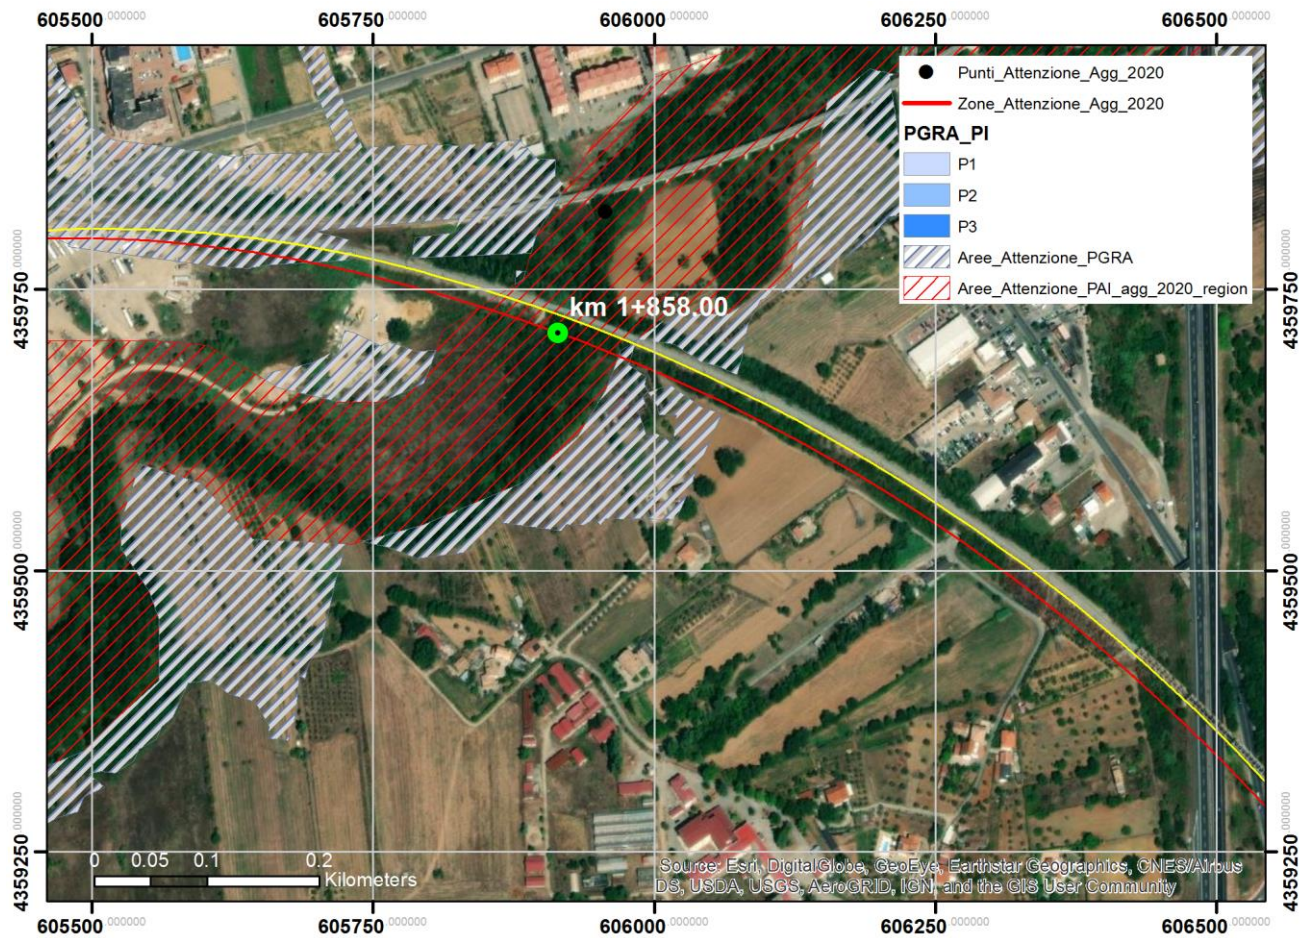 605500.000000 605750.000000 606000.000000 606250.000000 606500.000000
Punti_Attenzione_Agg_2020
Zone_Attenzione_Agg_2020
PGRA_PI
P1
P2
P3
Aree_Attenzione_PGRA
Aree_Attenzione_PAI_agg_2020_region
4359750.000000 4359750.000000
km 1+858.00
4359500.000000 4359500.000000
4359250.000000 4359250.000000
0 0.05 0.1 0.2
Kilometers
Source: Esri, DigitalGlobe, GeoEye, Earthstar Geographics, CNES/Airbus
DS, USDA, USGS, AeroGRID, IGN, and the GIS User Community
605500.000000 605750.000000 606000.000000 606250.000000 606500.000000